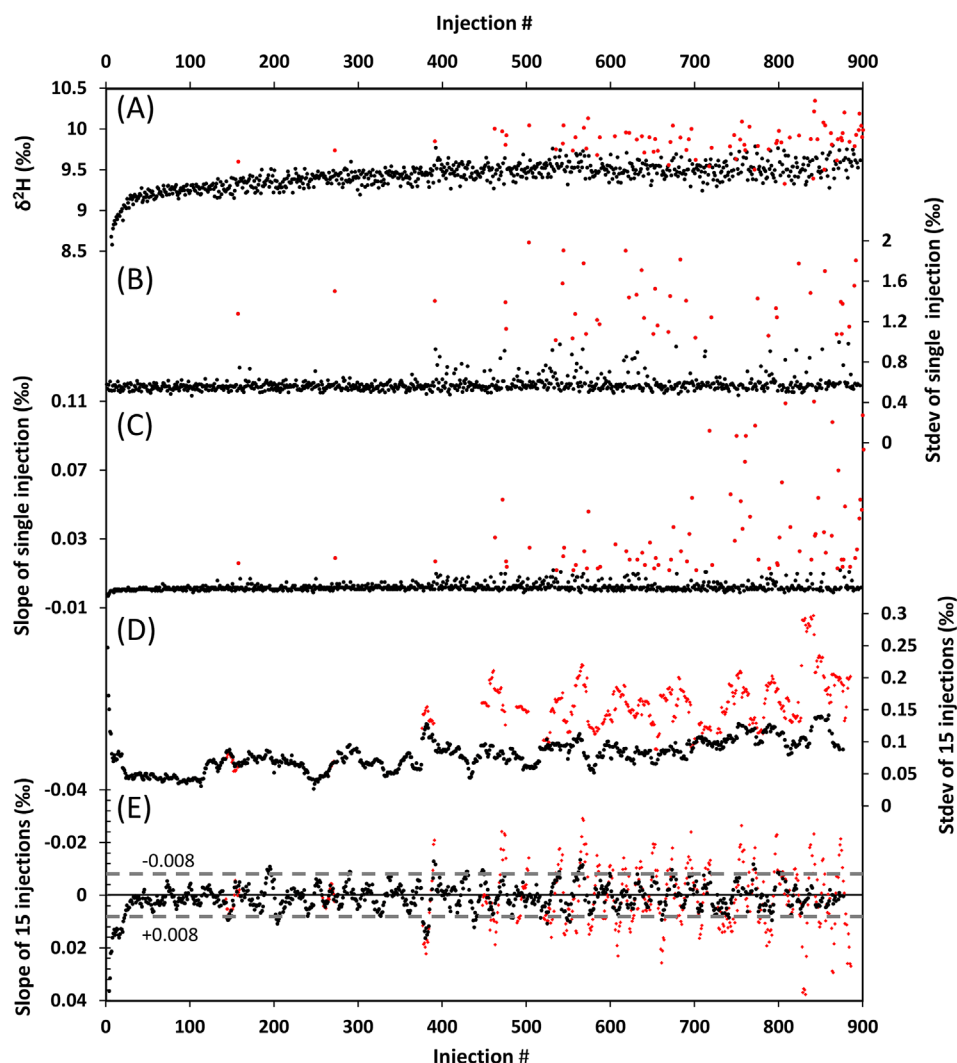 Injection #
0 100 200 300 400 500 600 700 800 900
10.5
10
9.5
9
8.5
δ²H (‰)
(A)
2
1.6
1.2
0.8
0.4
0
Stdev of single injection (‰)
(B)
0.11
0.07
0.03
-0.01
Slope of single injection (‰)
(C)
0.3
0.25
0.2
0.15
0.1
0.05
0
Stdev of 15 injections (‰)
(D)
-0.04
-0.02
0
0.02
0.04
Slope of 15 injections (‰)
(E)
-0.008
+0.008
0 100 200 300 400 500 600 700 800 900
Injection #